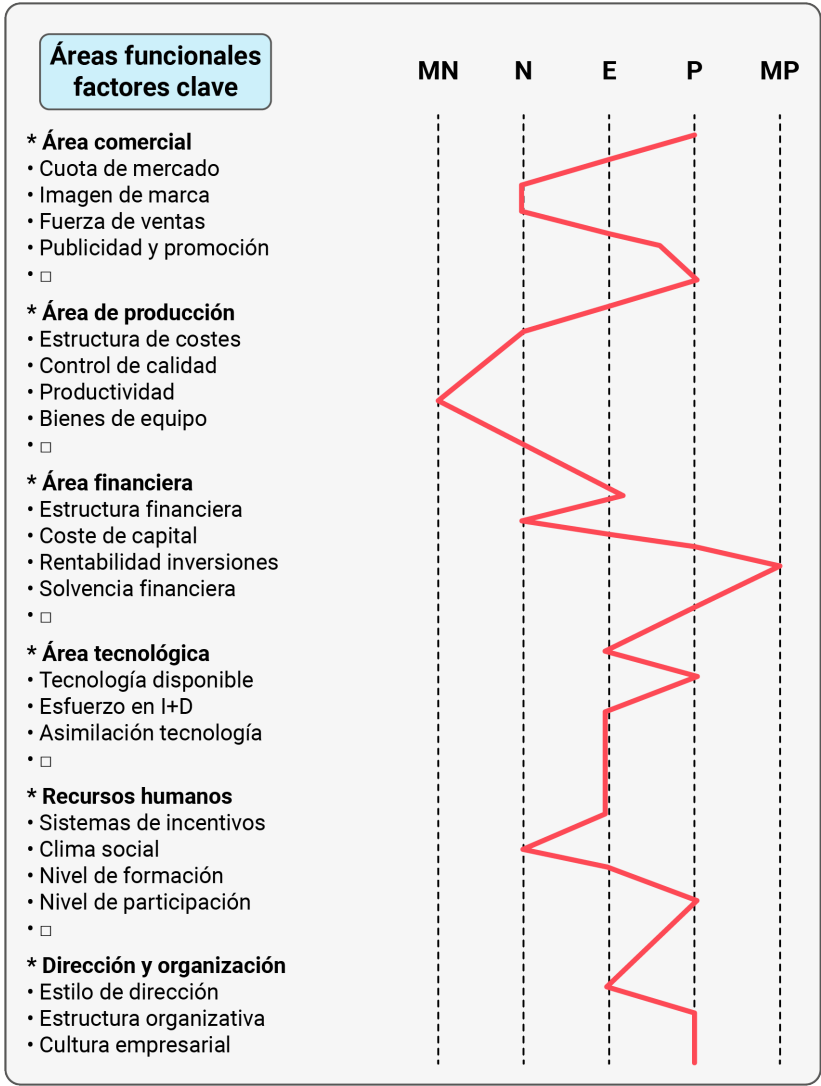 Áreas funcionales
factores clave
MN N E P MP
* Área comercial
• Cuota de mercado
• Imagen de marca
• Fuerza de ventas
• Publicidad y promoción
• □
* Área de producción
• Estructura de costes
• Control de calidad
• Productividad
• Bienes de equipo
• □
* Área financiera
• Estructura financiera
• Coste de capital
• Rentabilidad inversiones
• Solvencia financiera
• □
* Área tecnológica
• Tecnología disponible
• Esfuerzo en I+D
• Asimilación tecnología
• □
* Recursos humanos
• Sistemas de incentivos
• Clima social
• Nivel de formación
• Nivel de participación
• □
* Dirección y organización
• Estilo de dirección
• Estructura organizativa
• Cultura empresarial